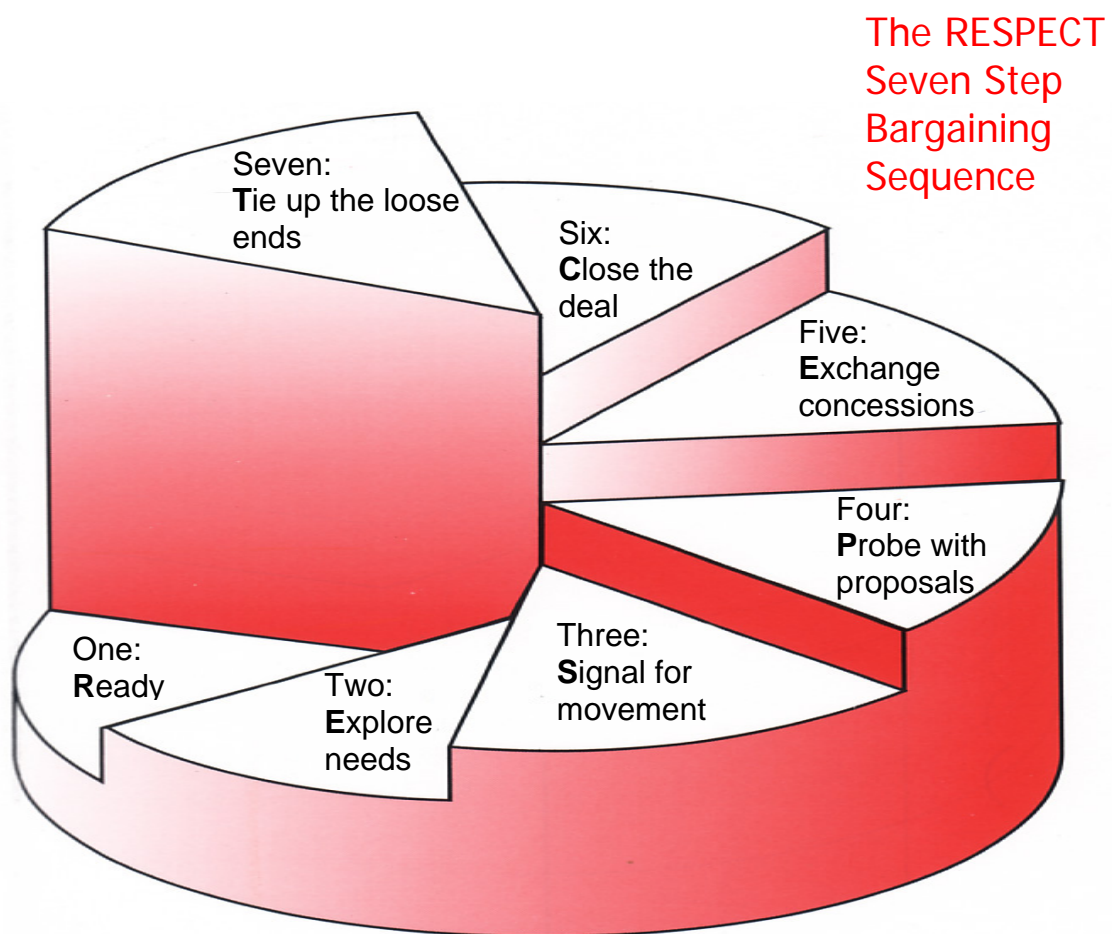 The RESPECT
Seven Step
Bargaining
Sequence
Seven:
Tie up the loose
ends
Six:
Close the
deal
Five:
Exchange
concessions
Four:
Probe with
proposals
Three:
Signal for
movement
Two:
Explore
needs
One:
Ready